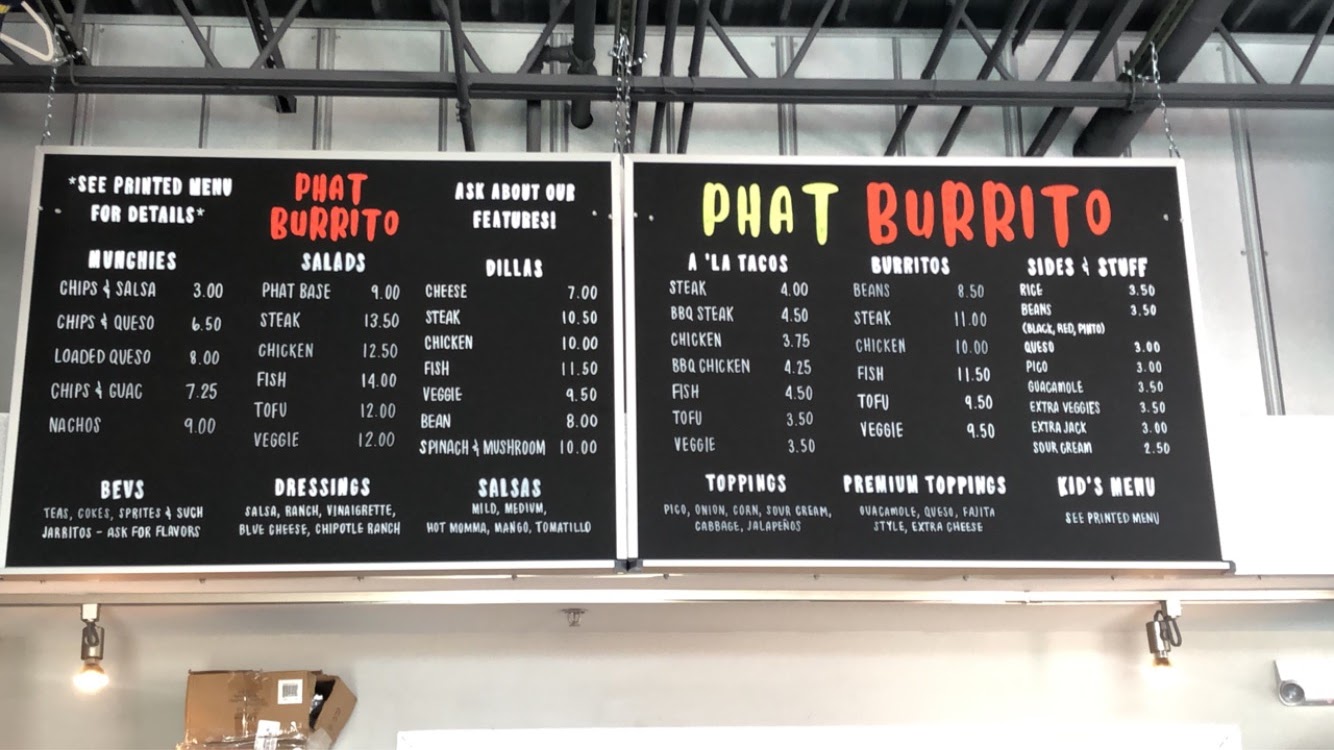 *SEE PRINTED MENU
FOR DETAILS*
PHAT
BURRITO
ASK ABOUT OUR
FEATURES!
MUNCHIES
CHIPS & SALSA 3.00
CHIPS & QUESO 6.50
LOADED QUESO 8.00
CHIPS & GUAC 7.25
NACHOS 9.00
SALADS
PHAT BASE 9.00
STEAK 13.50
CHICKEN 12.50
FISH 14.00
TOFU 12.00
VEGGIE 12.00
DILLAS
CHEESE 7.00
STEAK 10.50
CHICKEN 10.00
FISH 11.50
VEGGIE 9.50
BEAN 8.00
SPINACH & MUSHROOM 10.00
BEVS
TEAS, COKES, SPRITES & SUCH
JARRITOS - ASK FOR FLAVORS
DRESSINGS
SALSA, RANCH, VINAIGRETTE,
BLUE CHEESE, CHIPOTLE RANCH
SALSAS
MILD, MEDIUM,
HOT MOMMA, MANGO, TOMATILLO
PHAT BURRITO
A 'LA TACOS
STEAK 4.00
BBQ STEAK 4.50
CHICKEN 3.75
BBQ CHICKEN 4.25
FISH 4.50
TOFU 3.50
VEGGIE 3.50
BURRITOS
BEANS 8.50
STEAK 11.00
CHICKEN 10.00
FISH 11.50
TOFU 9.50
VEGGIE 9.50
SIDES & STUFF
RICE 3.50
BEANS 3.50
(BLACK, RED, PINTO)
QUESO 3.00
PICO 3.00
GUACAMOLE 3.50
EXTRA VEGGIES 3.50
EXTRA JACK 3.00
SOUR CREAM 2.50
TOPPINGS
PICO, ONION, CORN, SOUR CREAM,
CABBAGE, JALAPEÑOS
PREMIUM TOPPINGS
GUACAMOLE, QUESO, FAJITA
STYLE, EXTRA CHEESE
KID'S MENU
SEE PRINTED MENU